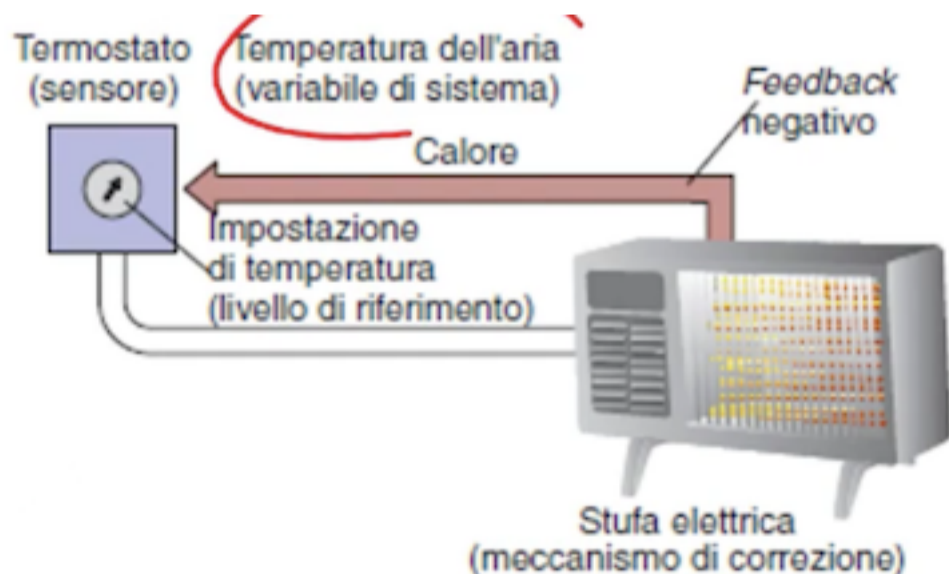 Termostato
(sensore)
Temperatura dell'aria
(variabile di sistema)
Feedback
negativo
Calore
Impostazione
di temperatura
(livello di riferimento)
Stufa elettrica
(meccanismo di correzione)